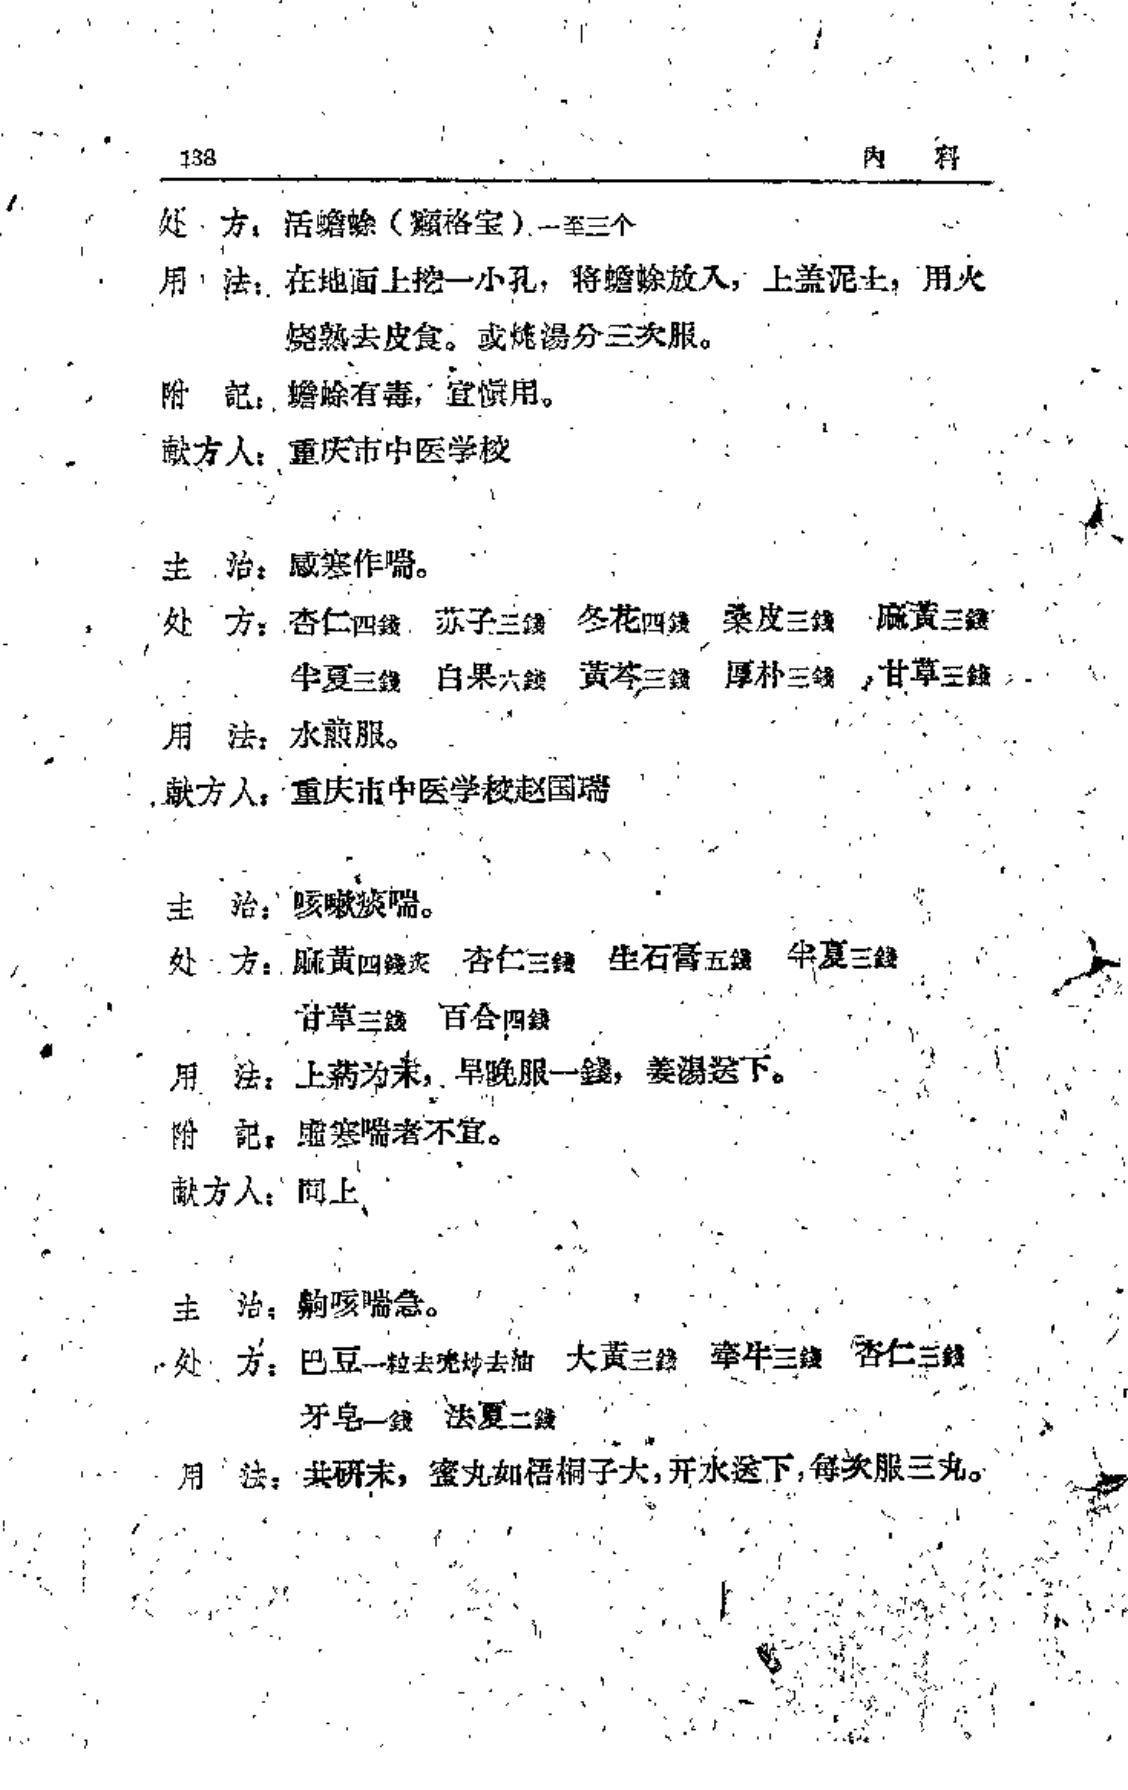 138 內 科
处 方：活蟾蜍（癩格宝）一至三个
用 法：在地面上挖一小孔，将蟾蜍放入，上盖泥土，用火
烧熟去皮食。或炖湯分三次服。
附 記：蟾蜍有毒，宜愼用。
献方人：重庆市中医学校
主 治：感寒作喘。
处 方：杏仁四錢 苏子三錢 冬花四錢 桑皮三錢 麻黃三錢
半夏三錢 白果六錢 黃芩三錢 厚朴三錢 甘草三錢
用 法：水煎服。
献方人：重庆市中医学校赵国瑞
主 治：咳嗽痰喘。
处 方：麻黃四錢炙 杏仁三錢 生石膏五錢 半夏三錢
甘草三錢 百合四錢
用 法：上葯为末，早晚服一錢，姜湯送下。
附 記：虛寒喘者不宜。
献方人：同上
主 治：齁咳喘急。
处 方：巴豆一粒去壳炒去油 大黃三錢 牽牛三錢 杏仁三錢
牙皂一錢 法夏二錢
用 法：共研末，蜜丸如梧桐子大，开水送下，每次服三丸。